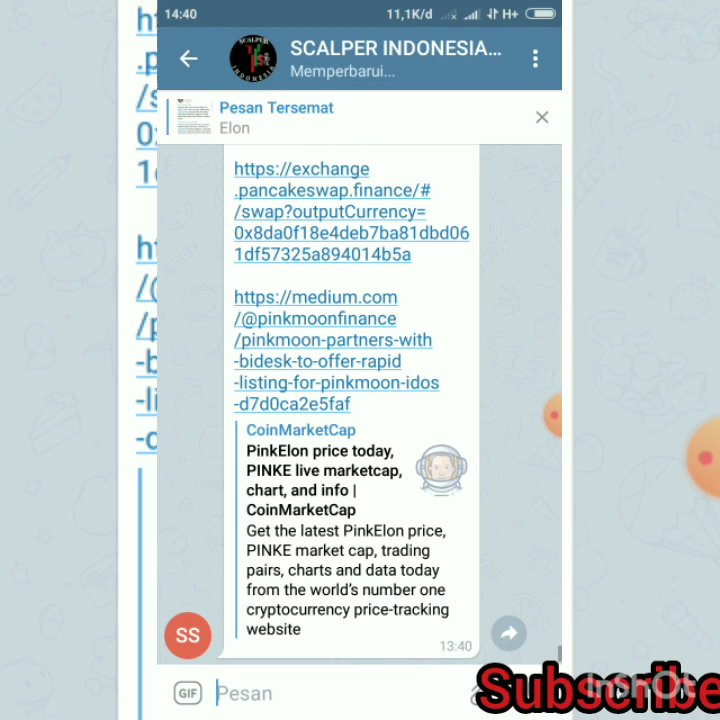 14:40
11,1K/d
H+
SCALPER INDONESIA...
Memperbarui...
Pesan Tersemat
Elon
https://exchange
.pancakeswap.finance/#
/swap?outputCurrency=
0x8da0f18e4deb7ba81dbd06
1df57325a894014b5a
https://medium.com
/@pinkmoonfinance
/pinkmoon-partners-with
-bidesk-to-offer-rapid
-listing-for-pinkmoon-idos
-d7d0ca2e5faf
CoinMarketCap
PinkElon price today,
PINKE live marketcap,
chart, and info |
CoinMarketCap
Get the latest PinkElon price,
PINKE market cap, trading
pairs, charts and data today
from the world's number one
cryptocurrency price-tracking
website
13:40
SS
GIF
Pesan
Subscribe
InShOt